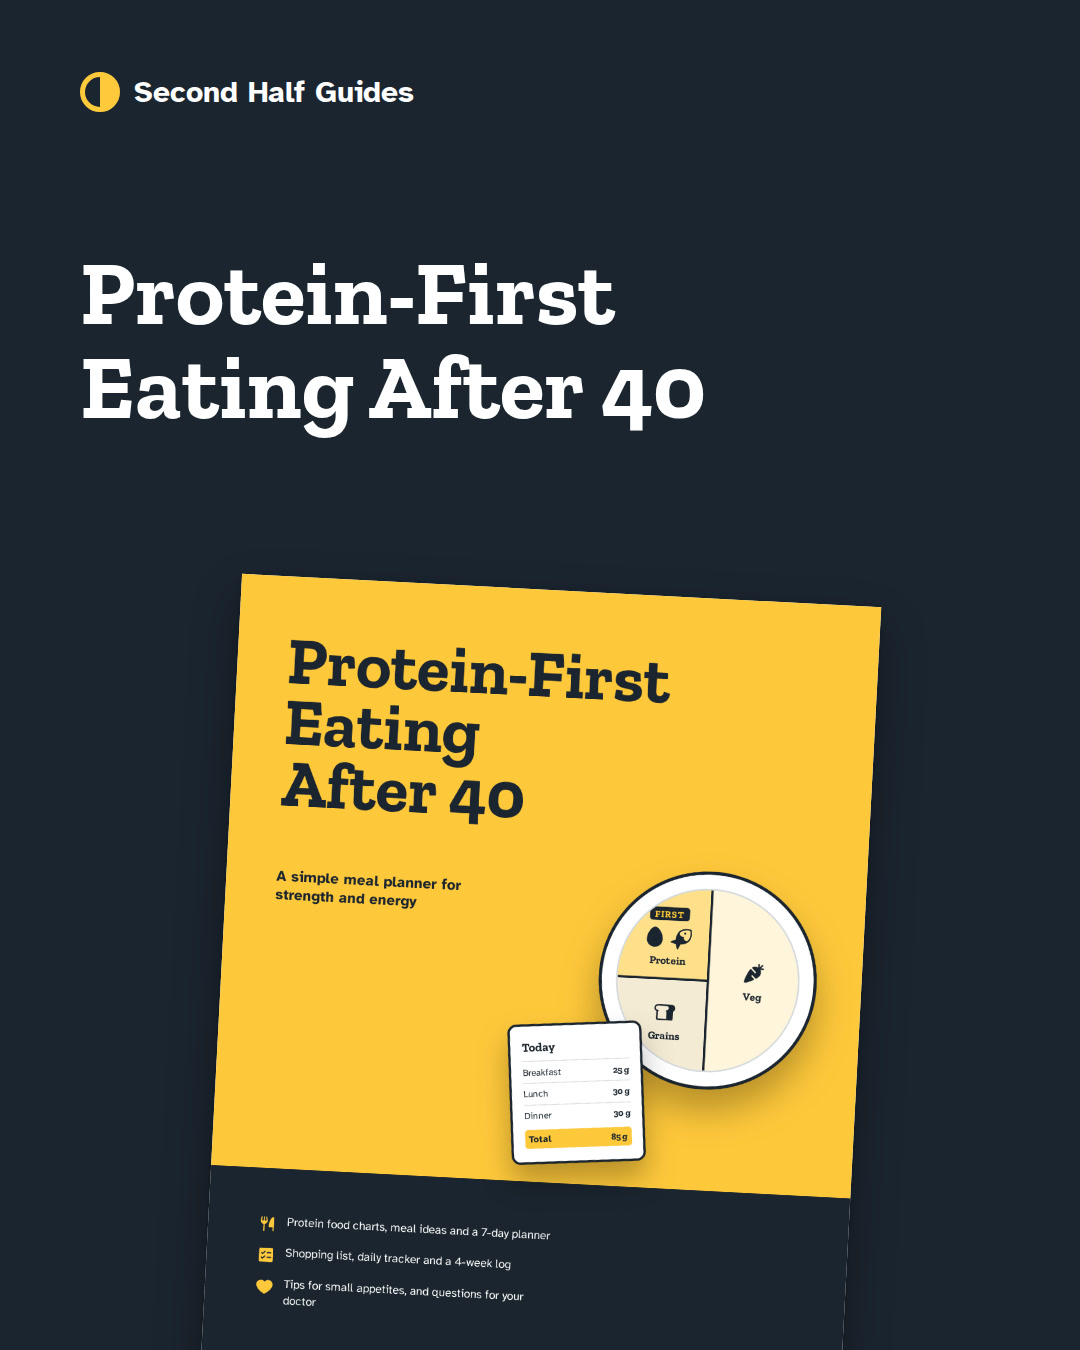 Second Half Guides
Protein-First
Eating After 40
Protein-First
Eating
After 40
A simple meal planner for
strength and energy
FIRST
Protein
Veg
Grains
Today
Breakfast 25 g
Lunch 30 g
Dinner 30 g
Total 85 g
Protein food charts, meal ideas and a 7-day planner
Shopping list, daily tracker and a 4-week log
Tips for small appetites, and questions for your
doctor